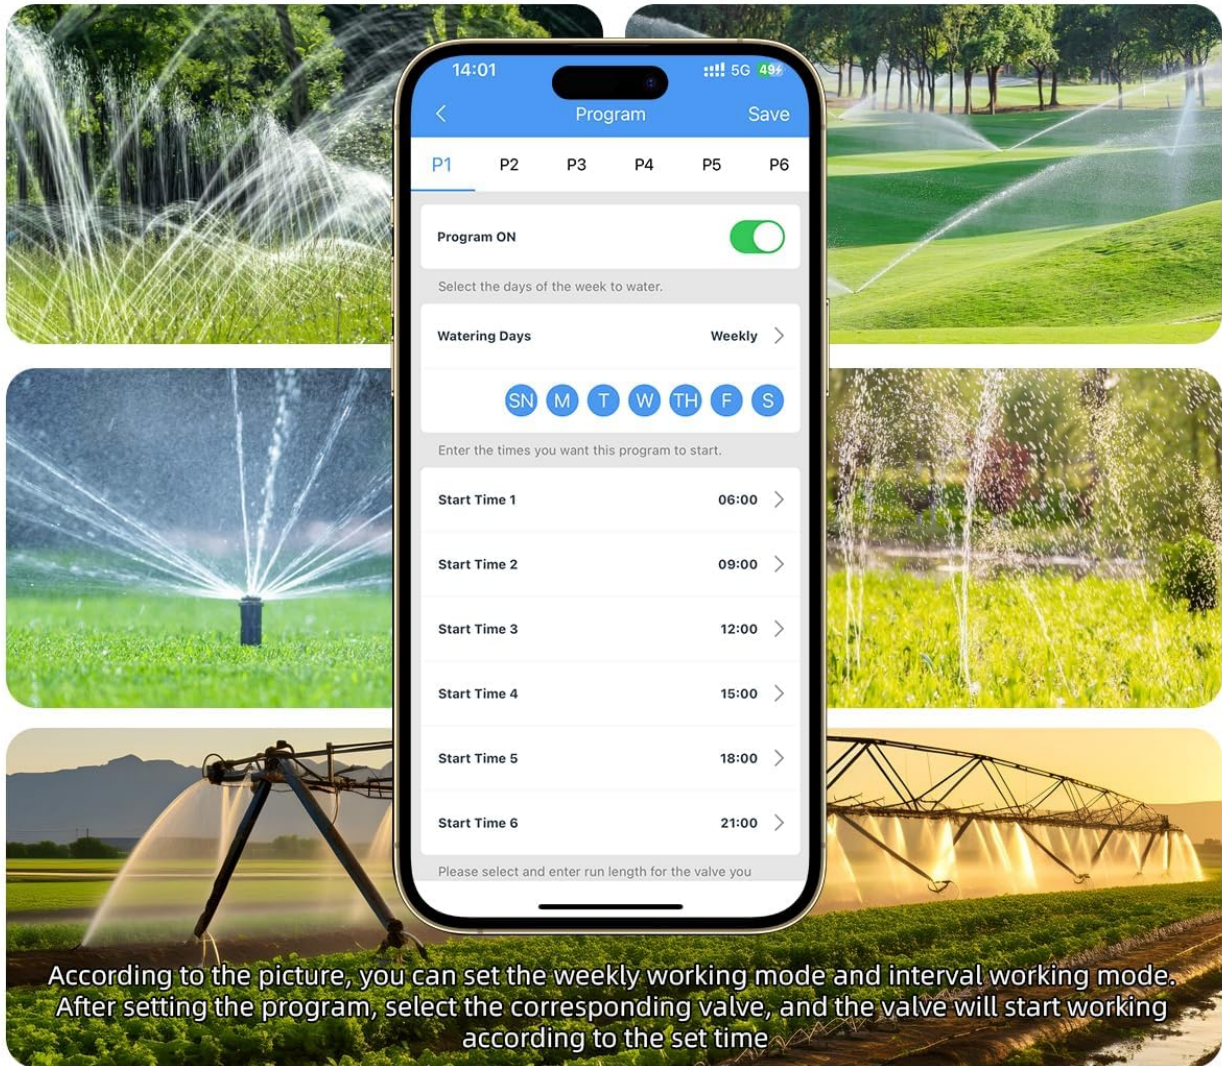 14:01 5G 49
Program Save
P1 P2 P3 P4 P5 P6
Program ON
Select the days of the week to water.
Watering Days Weekly
SN M T W TH F S
Enter the times you want this program to start.
Start Time 1 06:00
Start Time 2 09:00
Start Time 3 12:00
Start Time 4 15:00
Start Time 5 18:00
Start Time 6 21:00
Please select and enter run length for the valve you
According to the picture, you can set the weekly working mode and interval working mode.
After setting the program, select the corresponding valve, and the valve will start working
according to the set time